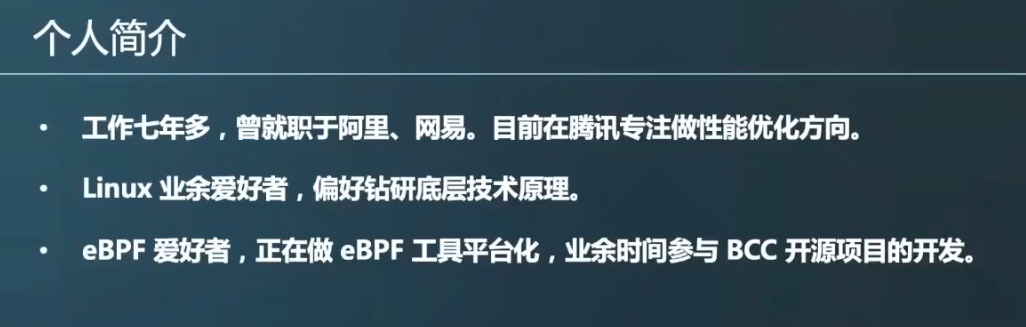 个人简介
• 工作七年多，曾就职于阿里、网易。目前在腾讯专注做性能优化方向。
• Linux 业余爱好者，偏好钻研底层技术原理。
• eBPF 爱好者，正在做 eBPF 工具平台化，业余时间参与 BCC 开源项目的开发。